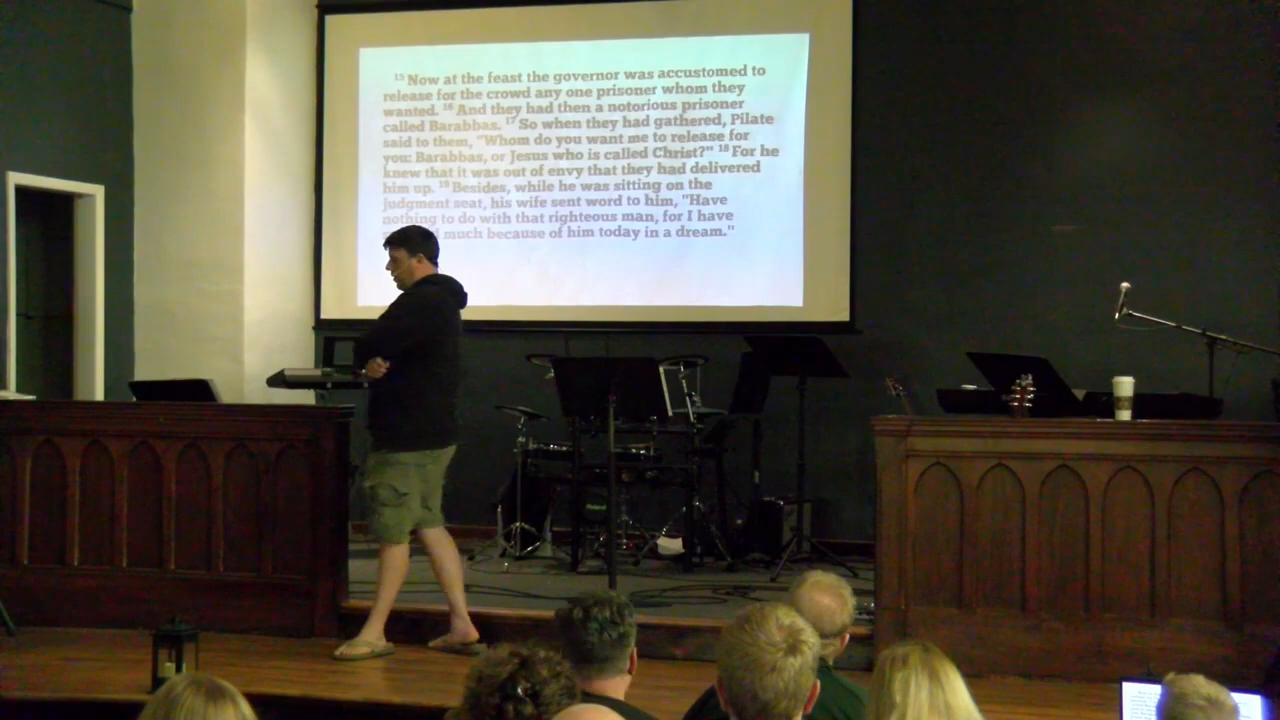 15 Now at the feast the governor was accustomed to
release for the crowd any one prisoner whom they
wanted. 16 And they had then a notorious prisoner
called Barabbas. 17 So when they had gathered, Pilate
said to them, "Whom do you want me to release for
you: Barabbas, or Jesus who is called Christ?" 18 For he
knew that it was out of envy that they had delivered
him up. 19 Besides, while he was sitting on the
judgment seat, his wife sent word to him, "Have
nothing to do with that righteous man, for I have
much because of him today in a dream."